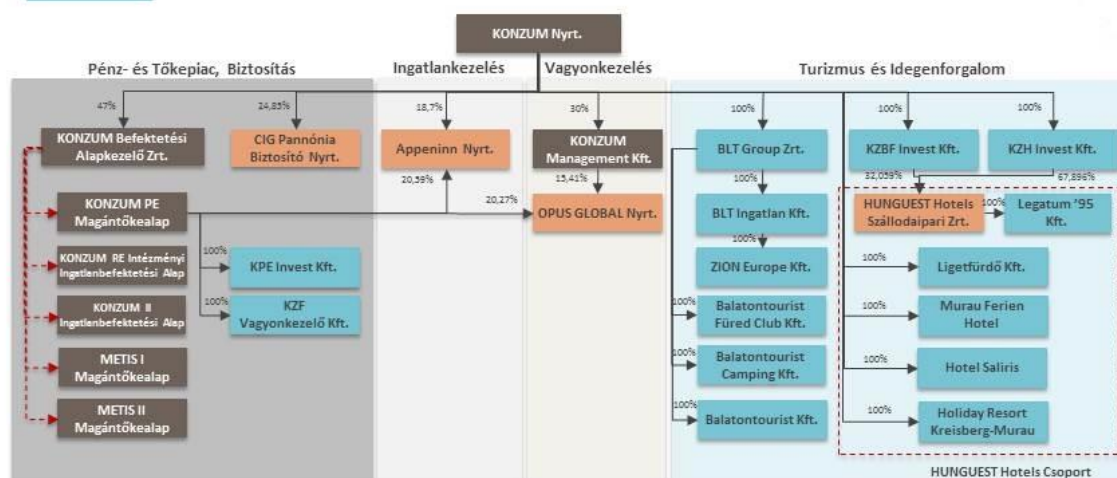 KONZUM Nyrt.
Pénz- és Tőkepiac, Biztosítás
Ingatlankezelés
Vagyonkezelés
Turizmus és Idegenforgalom
47%
24,85%
18,7%
30%
100%
100%
100%
KONZUM Befektetési
Alapkezelő Zrt.
CIG Pannónia
Biztosító Nyrt.
Appeninn Nyrt.
KONZUM
Management Kft.
BLT Group Zrt.
KZBF Invest Kft.
KZH Invest Kft.
20,59%
15,41%
100%
32,059%
67,896%
KONZUM PE
Magántőkealap
20,27%
OPUS GLOBAL Nyrt.
BLT Ingatlan Kft.
HUNGUEST Hotels
Szállodaipari Zrt.
100%
Legatum '95
Kft.
KONZUM RE Intézményi
Ingatlanbefektetési Alap
100%
KPE Invest Kft.
100%
ZION Europe Kft.
100%
Ligetfürdő Kft.
KONZUM II
Ingatlanbefektetési Alap
100%
KZF
Vagyonkezelő Kft.
100%
Balatontourist
Füred Club Kft.
100%
Murau Ferien
Hotel
METIS I
Magántőkealap
100%
Balatontourist
Camping Kft.
100%
Hotel Saliris
METIS II
Magántőkealap
100%
Balatontourist Kft.
100%
Holiday Resort
Kreisberg-Murau
HUNGUEST Hotels Csoport